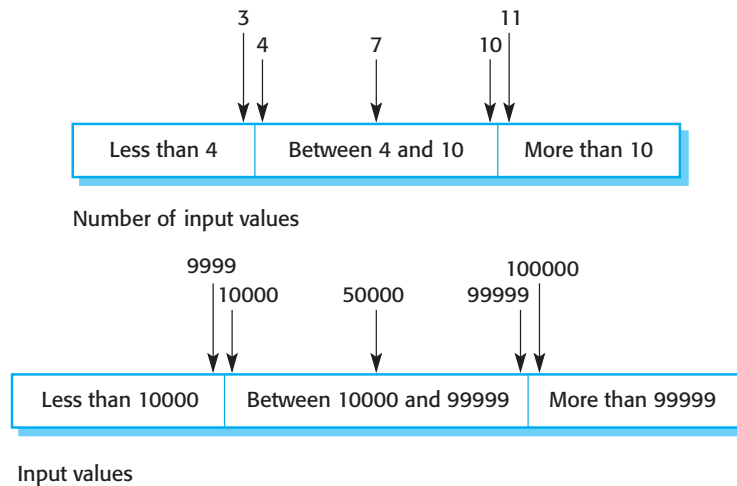 3 11
4 7 10
Less than 4 Between 4 and 10 More than 10
Number of input values
9999 100000
10000 50000 99999
Less than 10000 Between 10000 and 99999 More than 99999
Input values